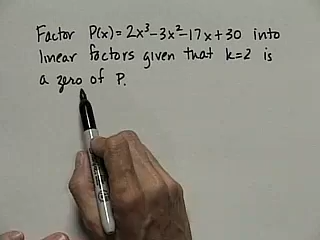 Factor P(x)= 2x³-3x²-17x+30 into
linear factors given that k=2 is
a zero of P.